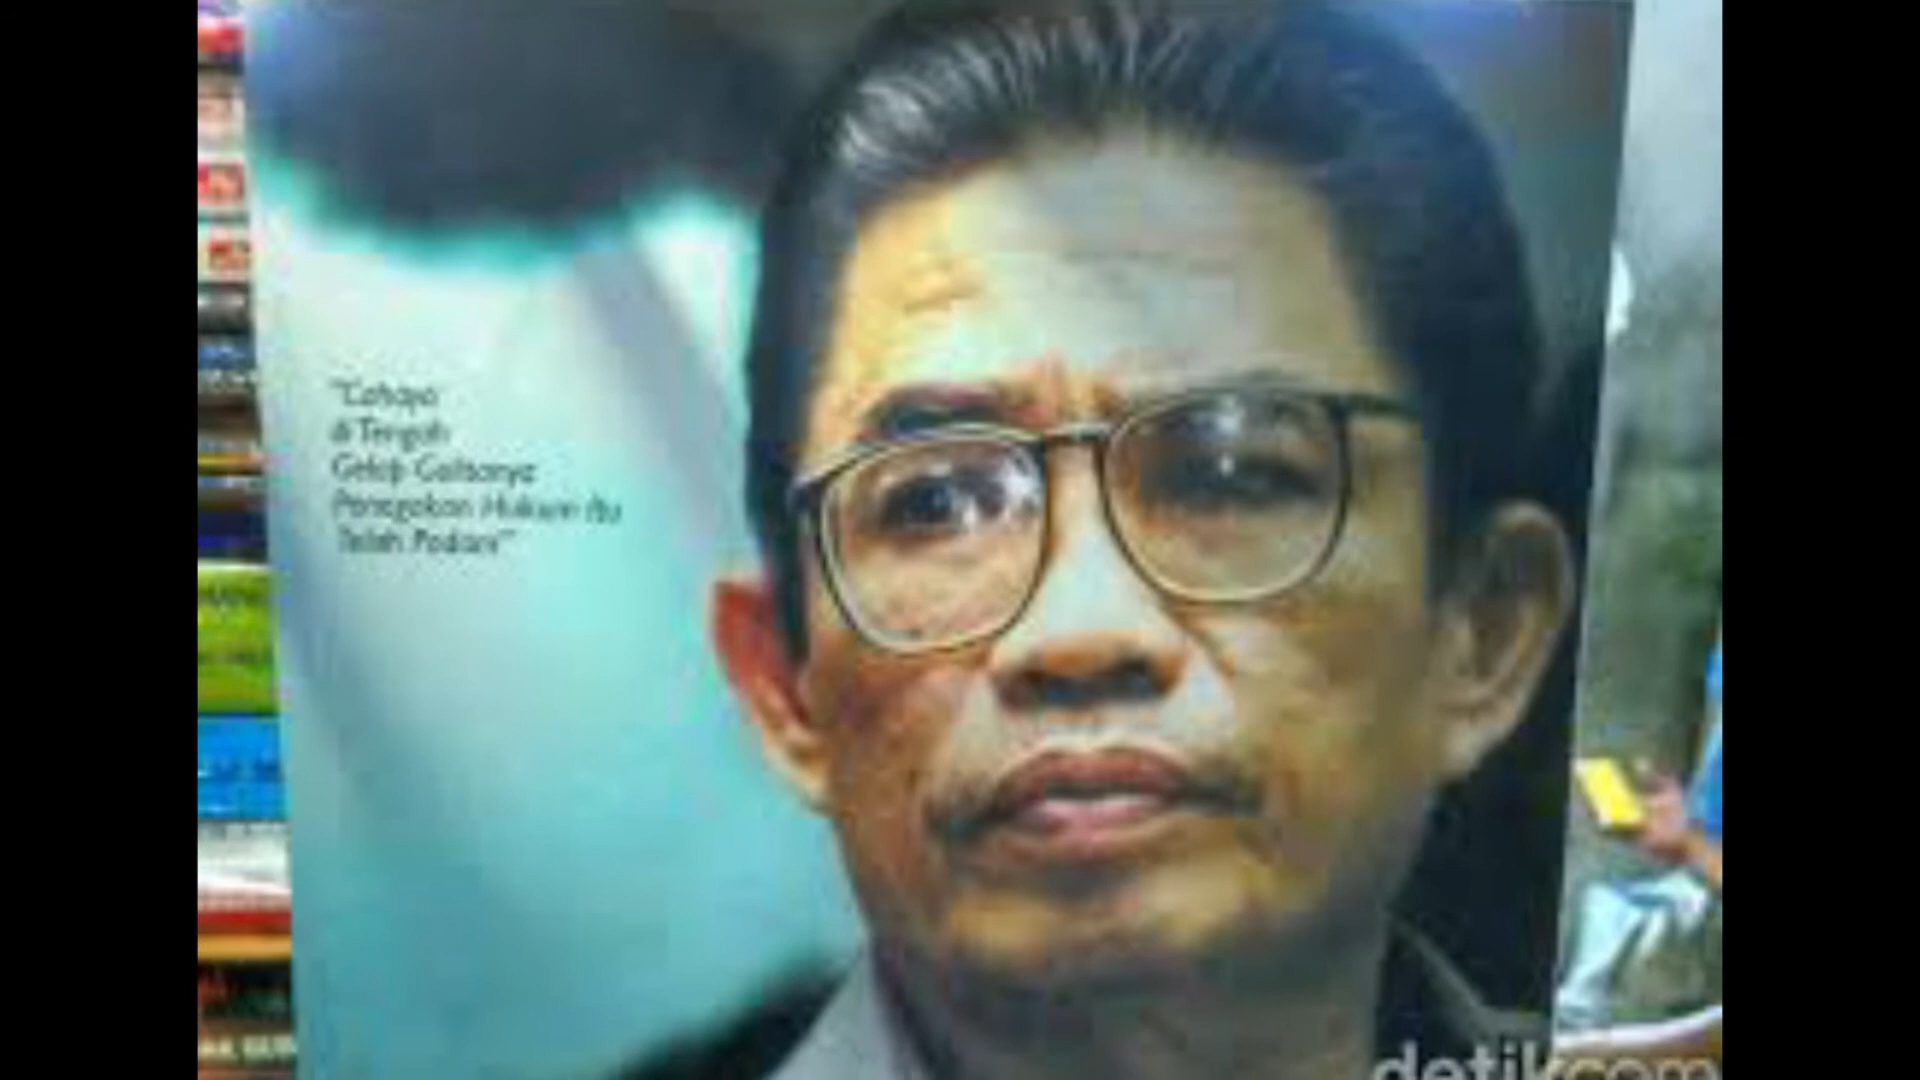 "Cahaya
di Tengah
Gelap Gulitanya
Penegakan Hukum itu
Telah Padam"
detikcom